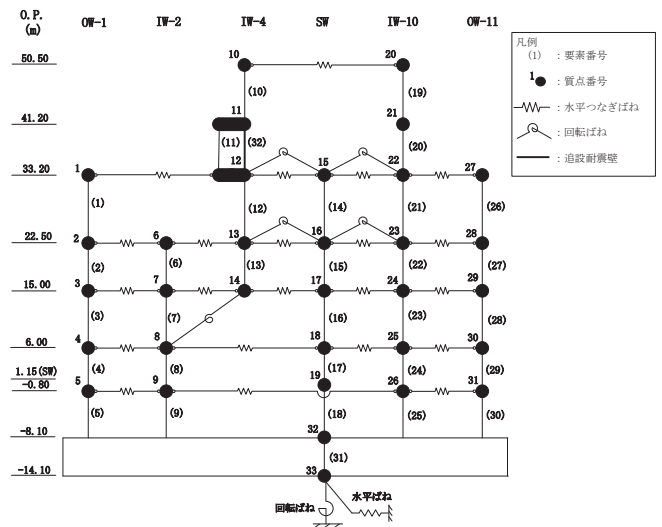 O.P.
(m)
OW-1 IW-2 IW-4 SW IW-10 OW-11
凡例
(1) : 要素番号
1 : 質点番号
: 水平つなぎばね
: 回転ばね
: 追設耐震壁
50.50 10 20
(10) (19)
41.20 11 21
(11) (32) (20)
33.20 1 12 15 22 27
(1) (12) (14) (21) (26)
22.50 2 6 13 16 23 28
(2) (6) (13) (15) (22) (27)
15.00 3 7 14 17 24 29
(3) (7) (16) (23) (28)
6.00 4 8 18 25 30
(4) (8) (17) (24) (29)
1.15(SW) 19
-0.80 5 9 26 31
(5) (9) (18) (25) (30)
-8.10 32
(31)
-14.10 33
水平ばね
回転ばね